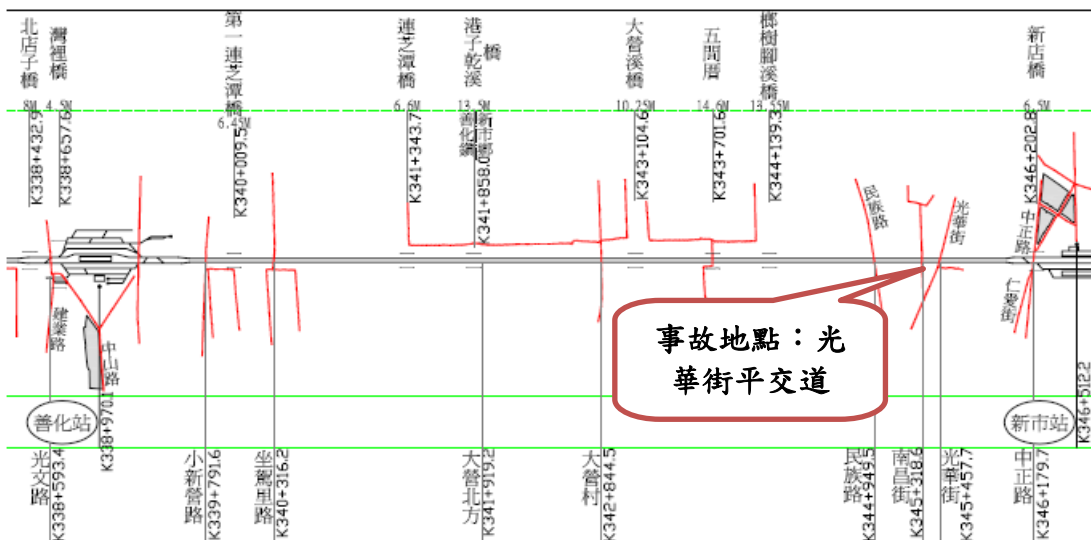 北店子橋
灣裡橋
第一連芝潭橋
連芝潭橋
港子乾溪橋
大營溪橋
五間厝
榔樹腳溪橋
新店橋
8M
4.5M
6.45M
6.6M
13.5M
10.25M
14.6M
13.55M
6.5M
K338+432.9
K338+657.6
K340+009.5
K341+343.7
善化鎮
新市鄉
K341+858.0
K343+104.6
K343+701.6
K344+139.3
K346+202.8
民族路
光華街
中正路
仁愛街
建業路
中山路
事故地點：光
華街平交道
善化站
K338+970.1
新市站
K346+512.2
光文路
K338+593.4
小新營路
K339+791.6
坐駕里路
K340+316.2
大營北方
K341+919.2
大營村
K342+844.5
民族路
K344+949.5
南昌街
K345+318.6
光華街
K345+457.7
中正路
K346+179.7